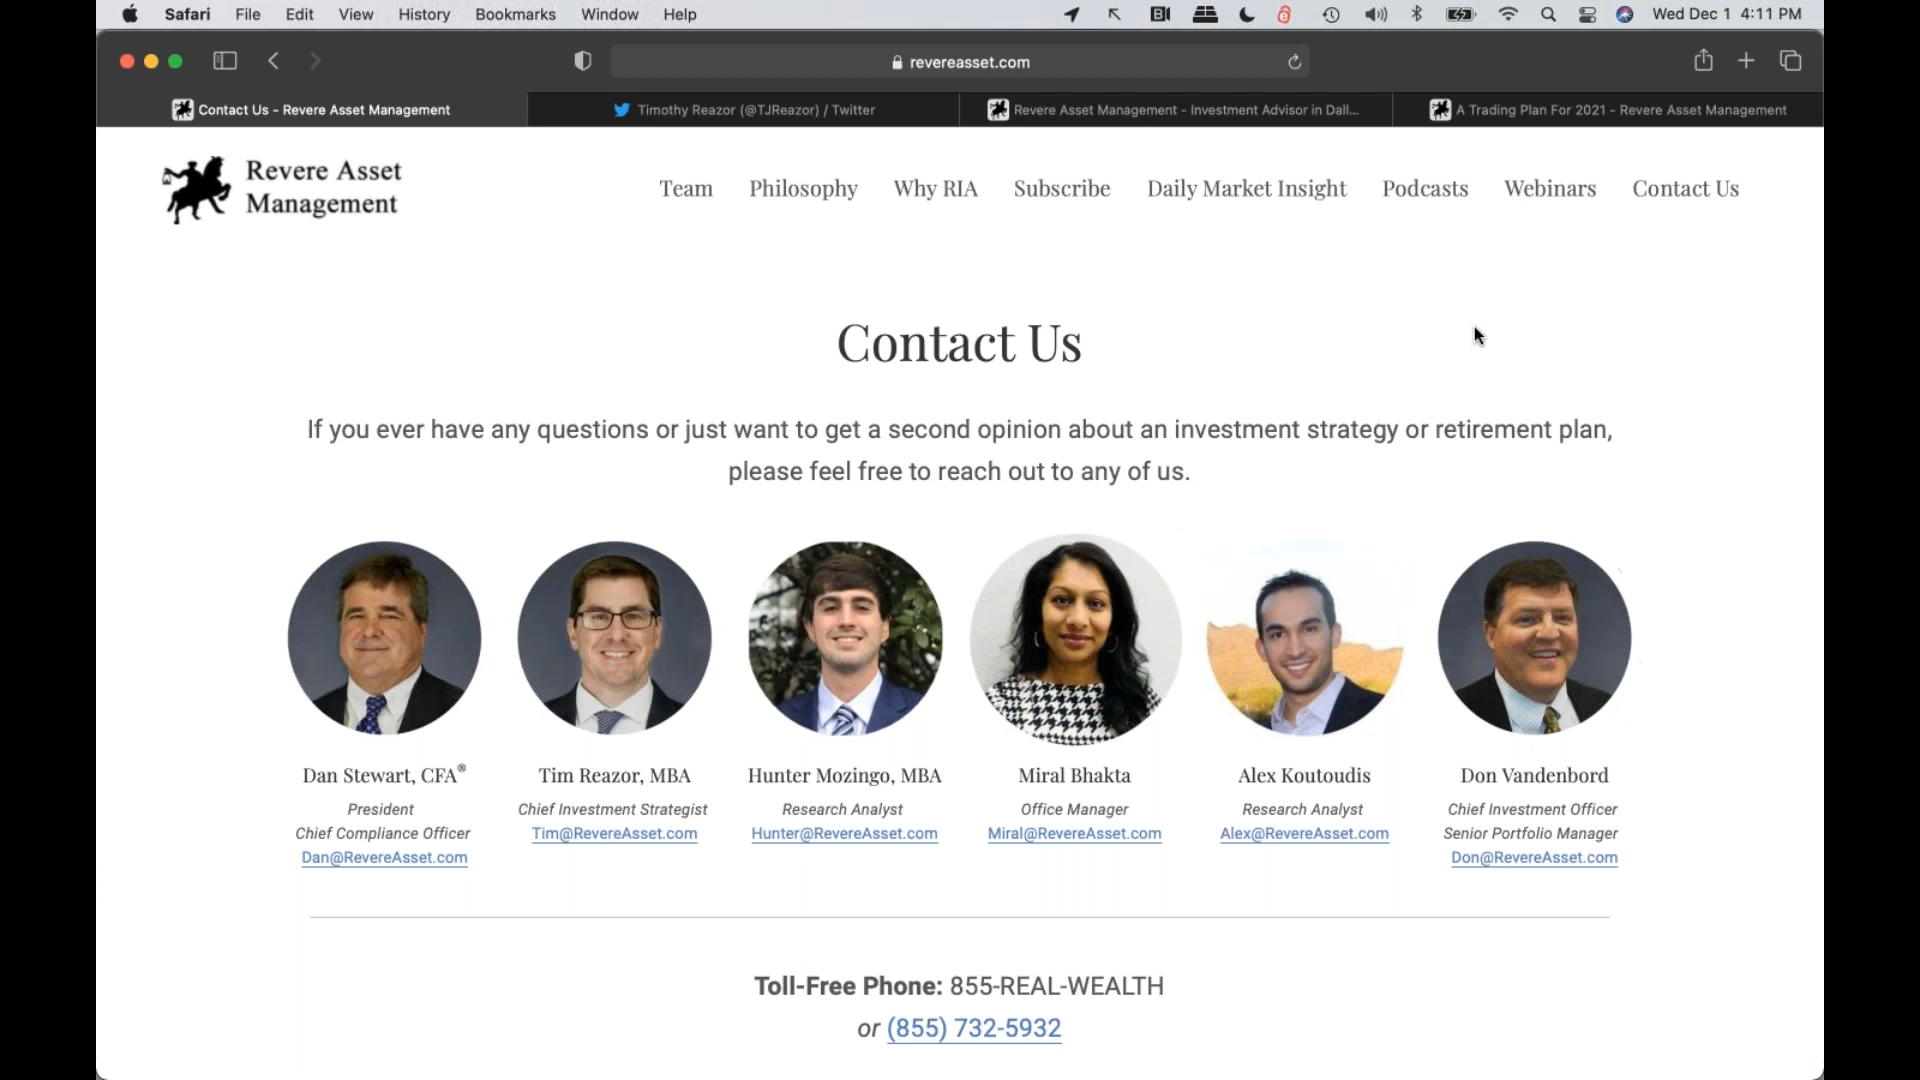 Safari File Edit View History Bookmarks Window Help Wed Dec 1 4:11 PM
revereasset.com
Contact Us - Revere Asset Management
Timothy Reazor (@TJReazor) / Twitter
Revere Asset Management - Investment Advisor in Dall...
A Trading Plan For 2021 - Revere Asset Management
Revere Asset
Management
Team Philosophy Why RIA Subscribe Daily Market Insight Podcasts Webinars Contact Us
Contact Us
If you ever have any questions or just want to get a second opinion about an investment strategy or retirement plan,
please feel free to reach out to any of us.
Dan Stewart, CFA®
President
Chief Compliance Officer
Dan@RevereAsset.com
Tim Reazor, MBA
Chief Investment Strategist
Tim@RevereAsset.com
Hunter Mozingo, MBA
Research Analyst
Hunter@RevereAsset.com
Miral Bhakta
Office Manager
Miral@RevereAsset.com
Alex Koutoudis
Research Analyst
Alex@RevereAsset.com
Don Vandenbord
Chief Investment Officer
Senior Portfolio Manager
Don@RevereAsset.com
Toll-Free Phone: 855-REAL-WEALTH
or (855) 732-5932